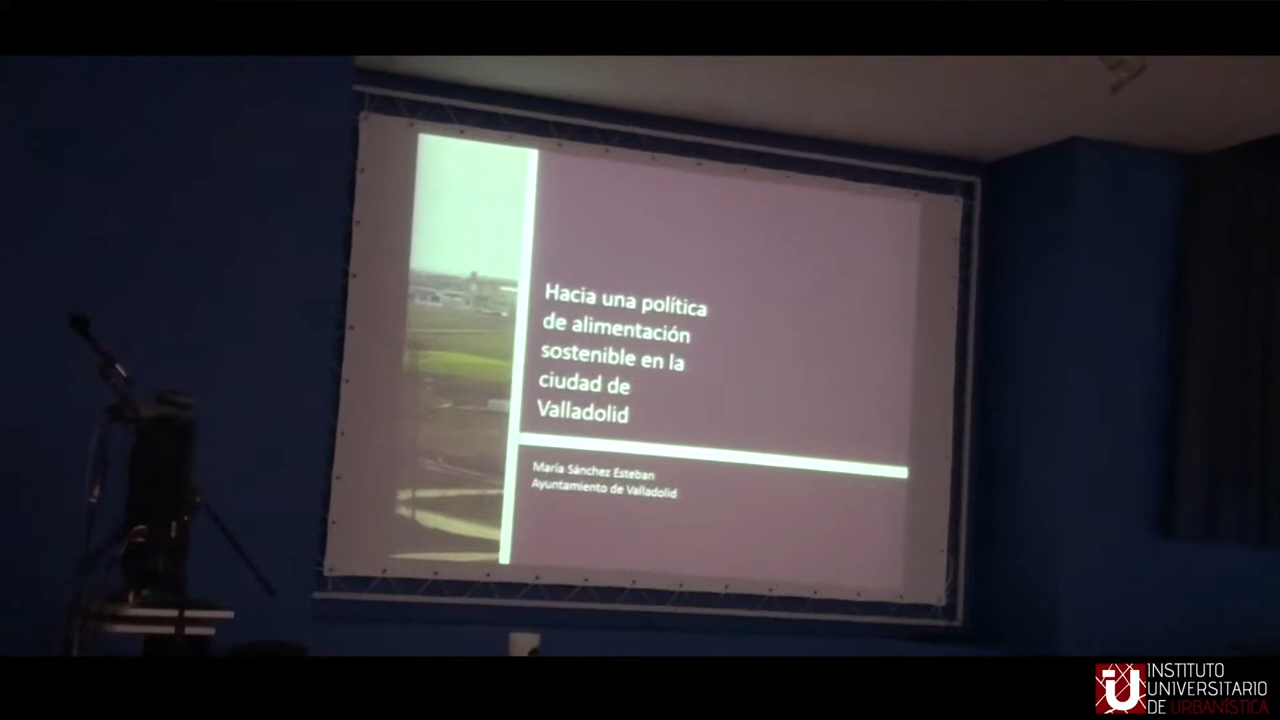 Hacia una política
de alimentación
sostenible en la
ciudad de
Valladolid
María Sánchez Esteban
Ayuntamiento de Valladolid
iU
INSTITUTO
UNIVERSITARIO
DE URBANÍSTICA